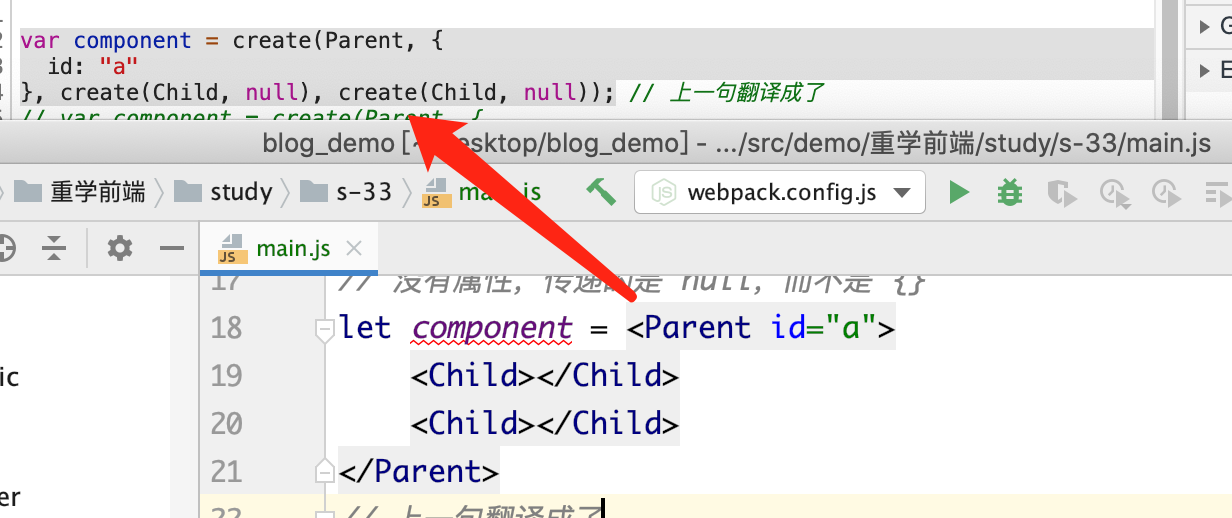 var component = create(Parent, {
id: "a"
}, create(Child, null), create(Child, null)); // 上一句翻译成了
// var component = create(Parent, {
blog_demo [~/Desktop/blog_demo] - .../src/demo/重学前端/study/s-33/main.js
重学前端 study s-33 main.js webpack.config.js
main.js
17 // 没有属性，传递的是 null，而不是 {}
18 let component = <Parent id="a">
19 <Child></Child>
ic
20 <Child></Child>
21 </Parent>
er
22 // 上一句翻译成了